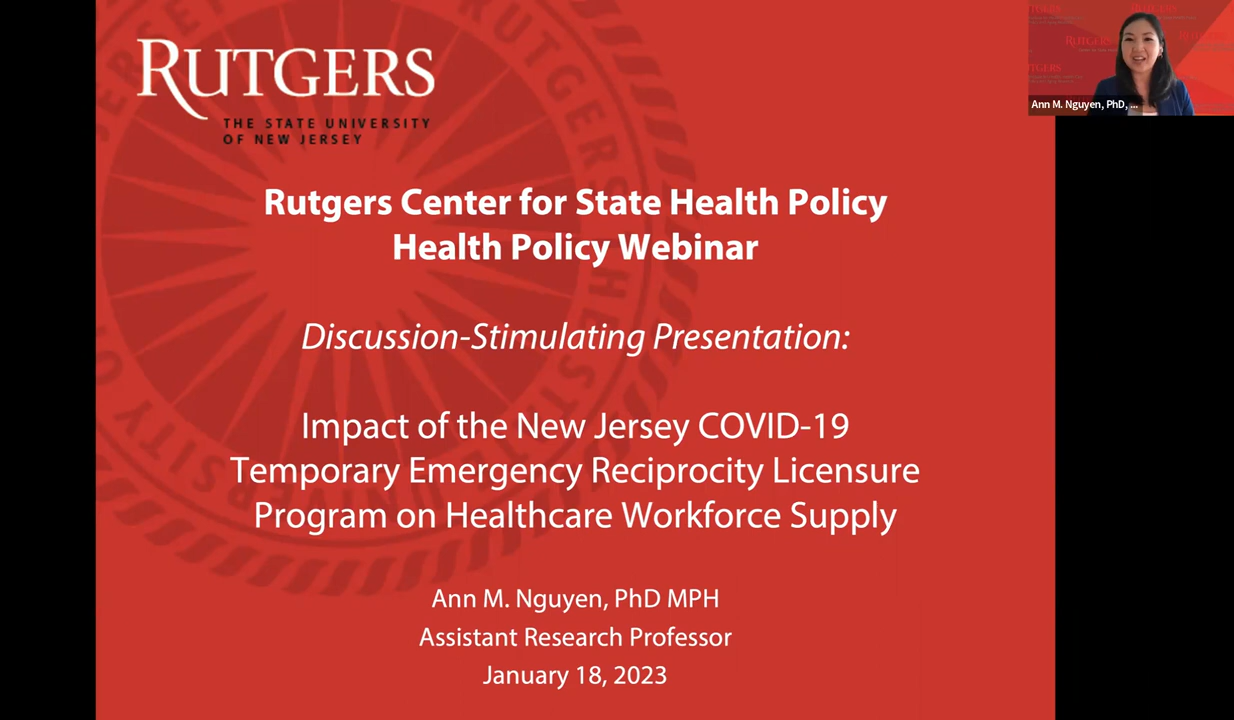 RUTGERS
THE STATE UNIVERSITY
OF NEW JERSEY
Rutgers Center for State Health Policy
Health Policy Webinar
Discussion-Stimulating Presentation:
Impact of the New Jersey COVID-19
Temporary Emergency Reciprocity Licensure
Program on Healthcare Workforce Supply
Ann M. Nguyen, PhD MPH
Assistant Research Professor
January 18, 2023
RUTGERS
Ann M. Nguyen, PhD, ...